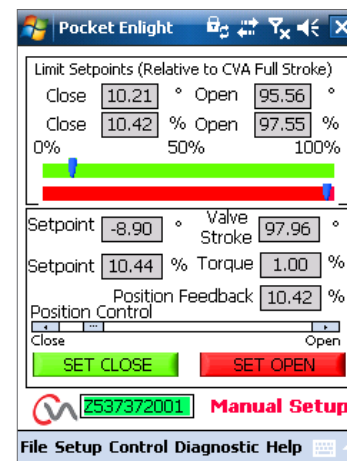 Pocket Enlight
Limit Setpoints (Relative to CVA Full Stroke)
Close 10.21 ° Open 95.56 °
Close 10.42 % Open 97.55 %
0% 50% 100%
Setpoint -8.90 ° Valve Stroke 97.96 °
Setpoint 10.44 % Torque 1.00 %
Position Feedback 10.42 %
Position Control
Close Open
SET CLOSE SET OPEN
Z537372001 Manual Setup
File Setup Control Diagnostic Help